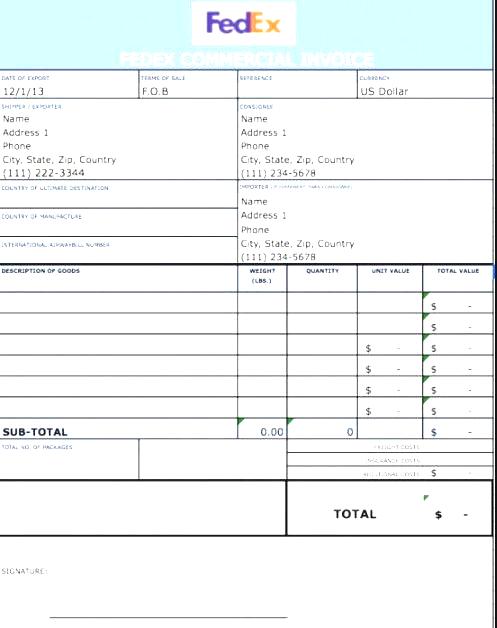 FedEx
FEDEX COMMERCIAL INVOICE
DATE OF EXPORT TERMS OF SALE REFERENCE CURRENCY
12/1/13 F.O.B US Dollar
SHIPPER / EXPORTER CONSIGNEE
Name Name
Address 1 Address 1
Phone Phone
City, State, Zip, Country City, State, Zip, Country
(111) 222-3344 (111) 234-5678
COUNTRY OF ULTIMATE DESTINATION IMPORTER -
Name
COUNTRY OF MANUFACTURE Address 1
Phone
INTERNATIONAL AIR WAYBILL NUMBER City, State, Zip, Country
(111) 234-5678
DESCRIPTION OF GOODS WEIGHT (LBS.) QUANTITY UNIT VALUE TOTAL VALUE
$ -
$ -
$ - $ -
$ - $ -
$ - $ -
$ - $ -
SUB-TOTAL 0.00 0 $ -
TOTAL NO. OF PACKAGES FREIGHT COSTS
INSURANCE COSTS
ADDITIONAL COSTS $ -
TOTAL $ -
SIGNATURE: